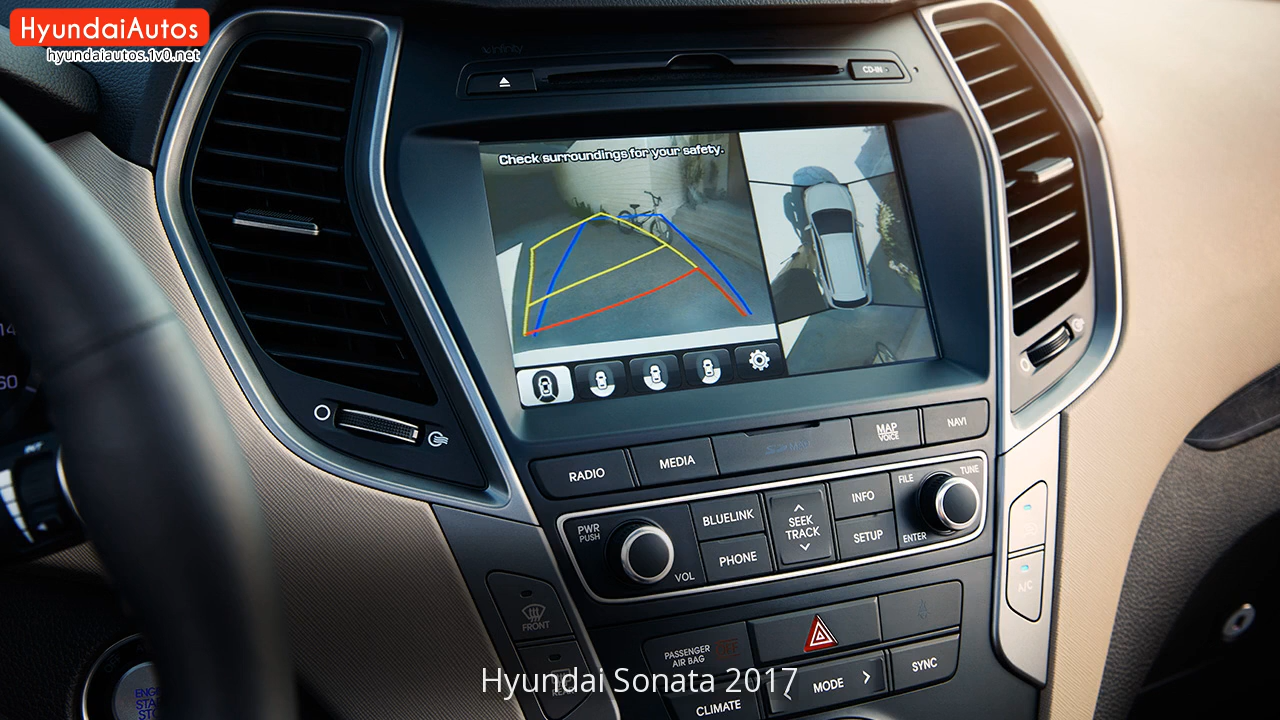 HyundaiAutos
hyundaiautos.1v0.net
CD-IN
Check surroundings for your safety.
RADIO
MEDIA
MAP
VOICE
NAVI
PWR
PUSH
VOL
BLUELINK
PHONE
SEEK
TRACK
INFO
SETUP
FILE
TUNE
ENTER
FRONT
A/C
PASSENGER
AIR BAG
CLIMATE
MODE
SYNC
60
Hyundai Sonata 2017